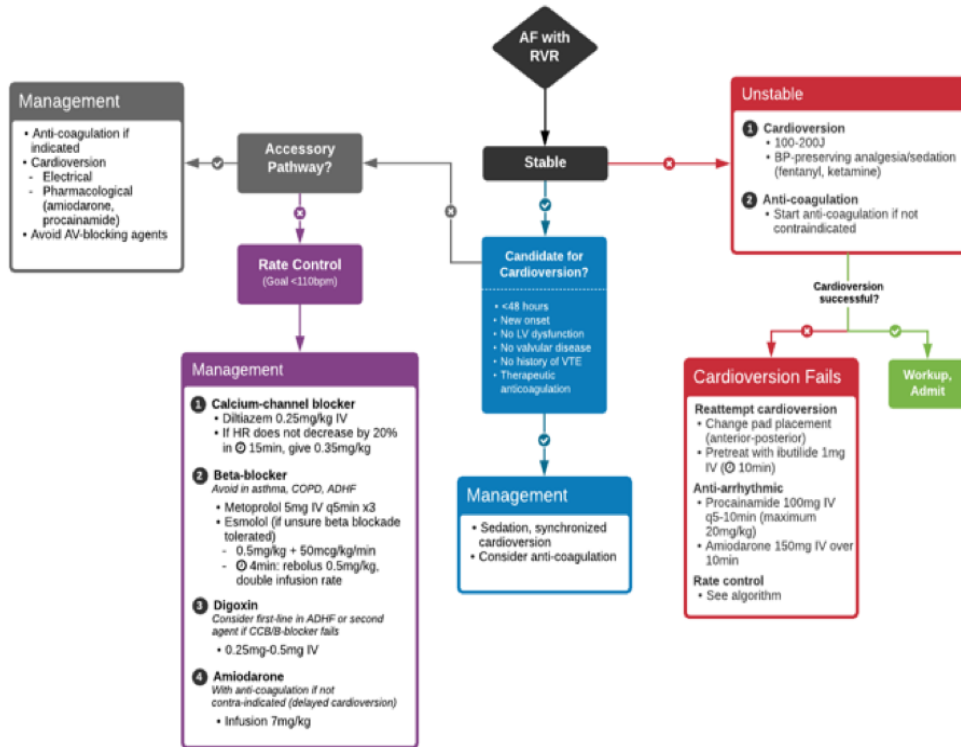 AF with
RVR
Management
• Anti-coagulation if
indicated
• Cardioversion
- Electrical
- Pharmacological
(amiodarone,
procainamide)
• Avoid AV-blocking agents
Accessory
Pathway?
Stable
Unstable
1 Cardioversion
• 100-200J
• BP-preserving analgesia/sedation
(fentanyl, ketamine)
2 Anti-coagulation
• Start anti-coagulation if not
contraindicated
Rate Control
(Goal <110bpm)
Candidate for
Cardioversion?
• <48 hours
• New onset
• No LV dysfunction
• No valvular disease
• No history of VTE
• Therapeutic
anticoagulation
Cardioversion
successful?
Management
1 Calcium-channel blocker
• Diltiazem 0.25mg/kg IV
• If HR does not decrease by 20%
in 15min, give 0.35mg/kg
2 Beta-blocker
Avoid in asthma, COPD, ADHF
• Metoprolol 5mg IV q5min x3
• Esmolol (if unsure beta blockade
tolerated)
- 0.5mg/kg + 50mcg/kg/min
- 4min: rebolus 0.5mg/kg,
double infusion rate
3 Digoxin
Consider first-line in ADHF or second
agent if CCB/B-blocker fails
• 0.25mg-0.5mg IV
4 Amiodarone
With anti-coagulation if not
contra-indicated (delayed cardioversion)
• Infusion 7mg/kg
Management
• Sedation, synchronized
cardioversion
• Consider anti-coagulation
Cardioversion Fails
Reattempt cardioversion
• Change pad placement
(anterior-posterior)
• Pretreat with ibutilide 1mg
IV (10min)
Anti-arrhythmic
• Procainamide 100mg IV
q5-10min (maximum
20mg/kg)
• Amiodarone 150mg IV over
10min
Rate control
• See algorithm
Workup,
Admit